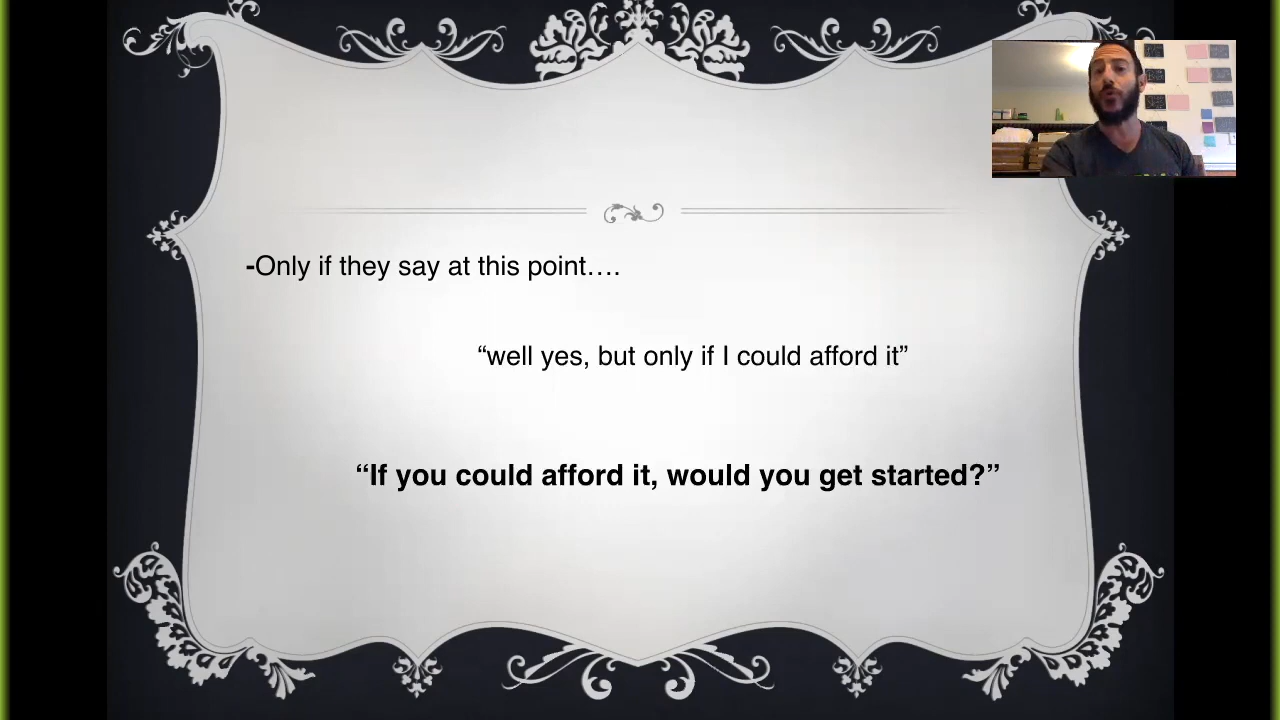 -Only if they say at this point….
“well yes, but only if I could afford it”
“If you could afford it, would you get started?”